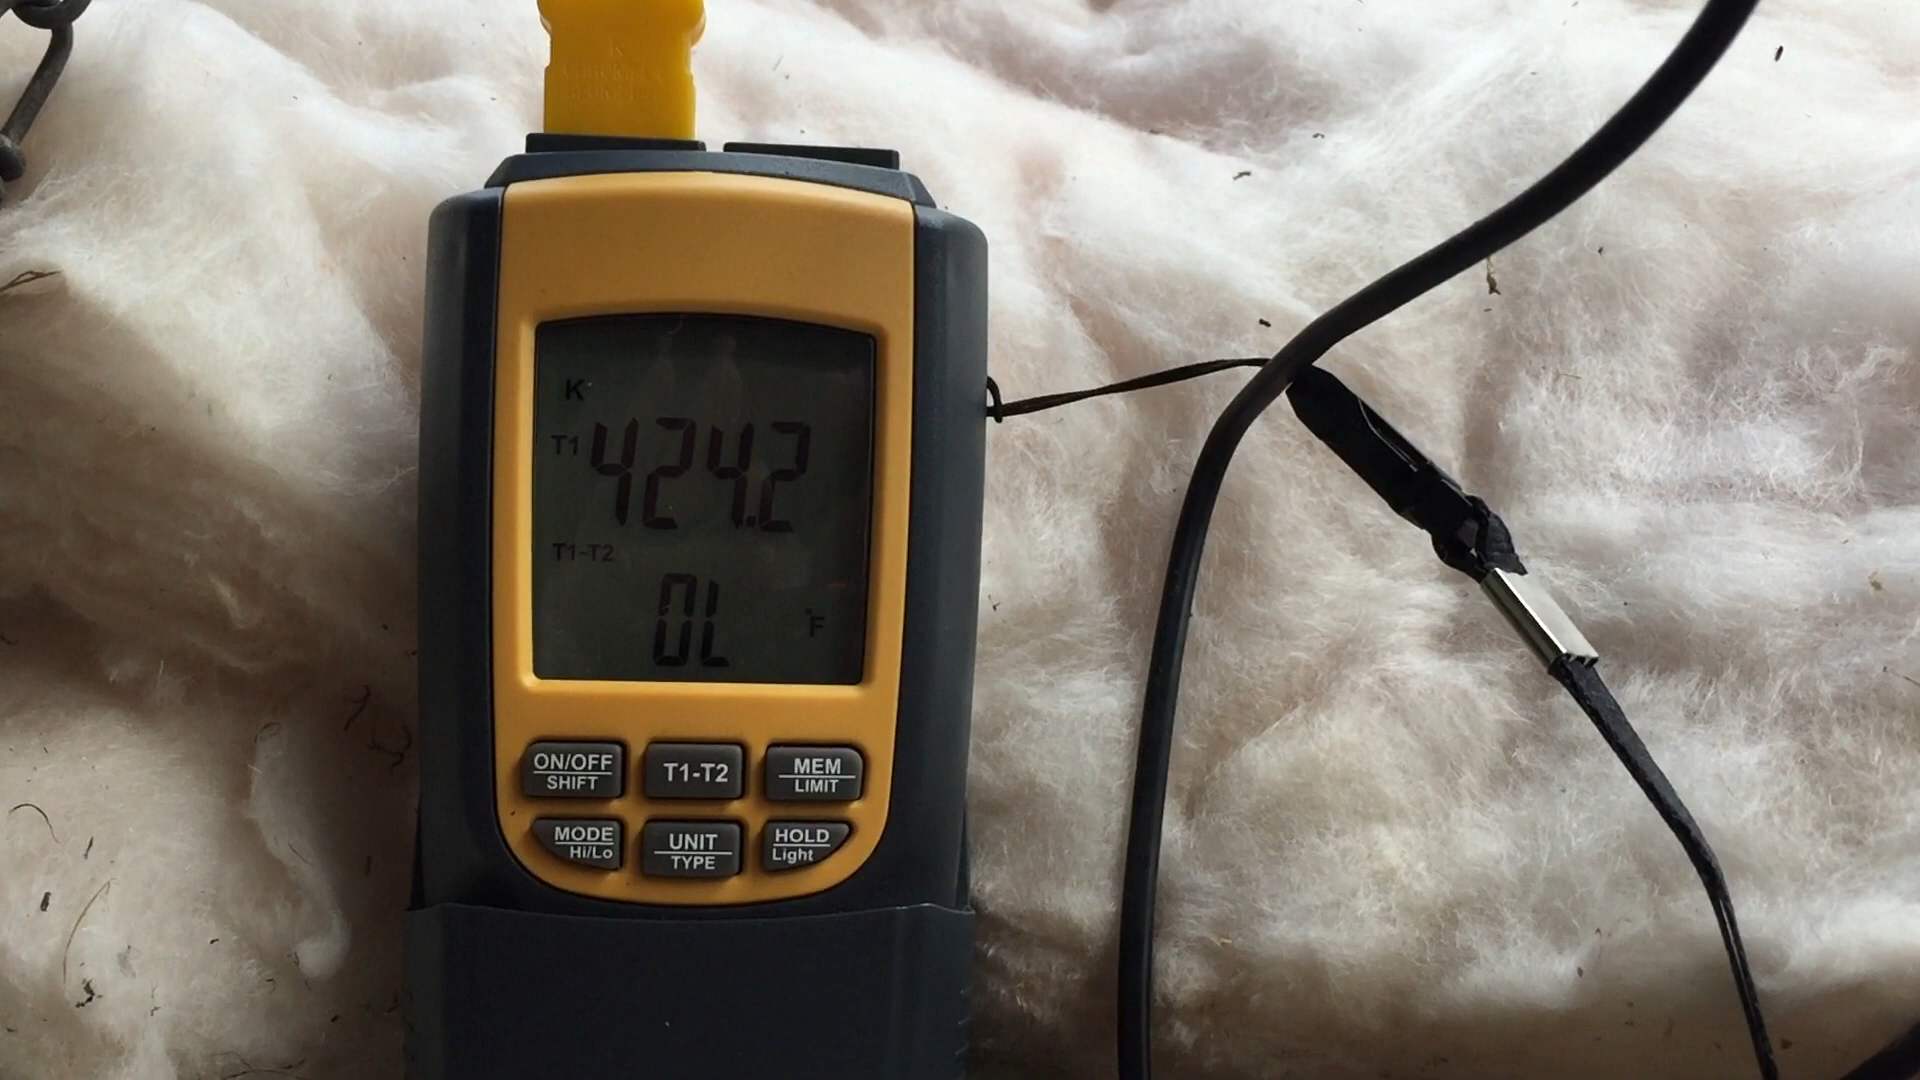 K
K
T1 424.2
T1-T2
OL °F
ON/OFF
SHIFT
T1-T2
MEM
LIMIT
MODE
Hi/Lo
UNIT
TYPE
HOLD
Light